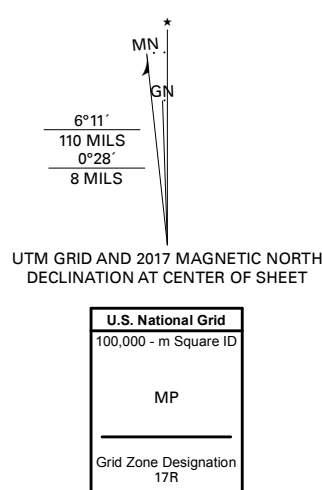 ★
MN
GN
6°11´
110 MILS
0°28´
8 MILS
UTM GRID AND 2017 MAGNETIC NORTH
DECLINATION AT CENTER OF SHEET
U.S. National Grid
100,000 - m Square ID
MP
Grid Zone Designation
17R